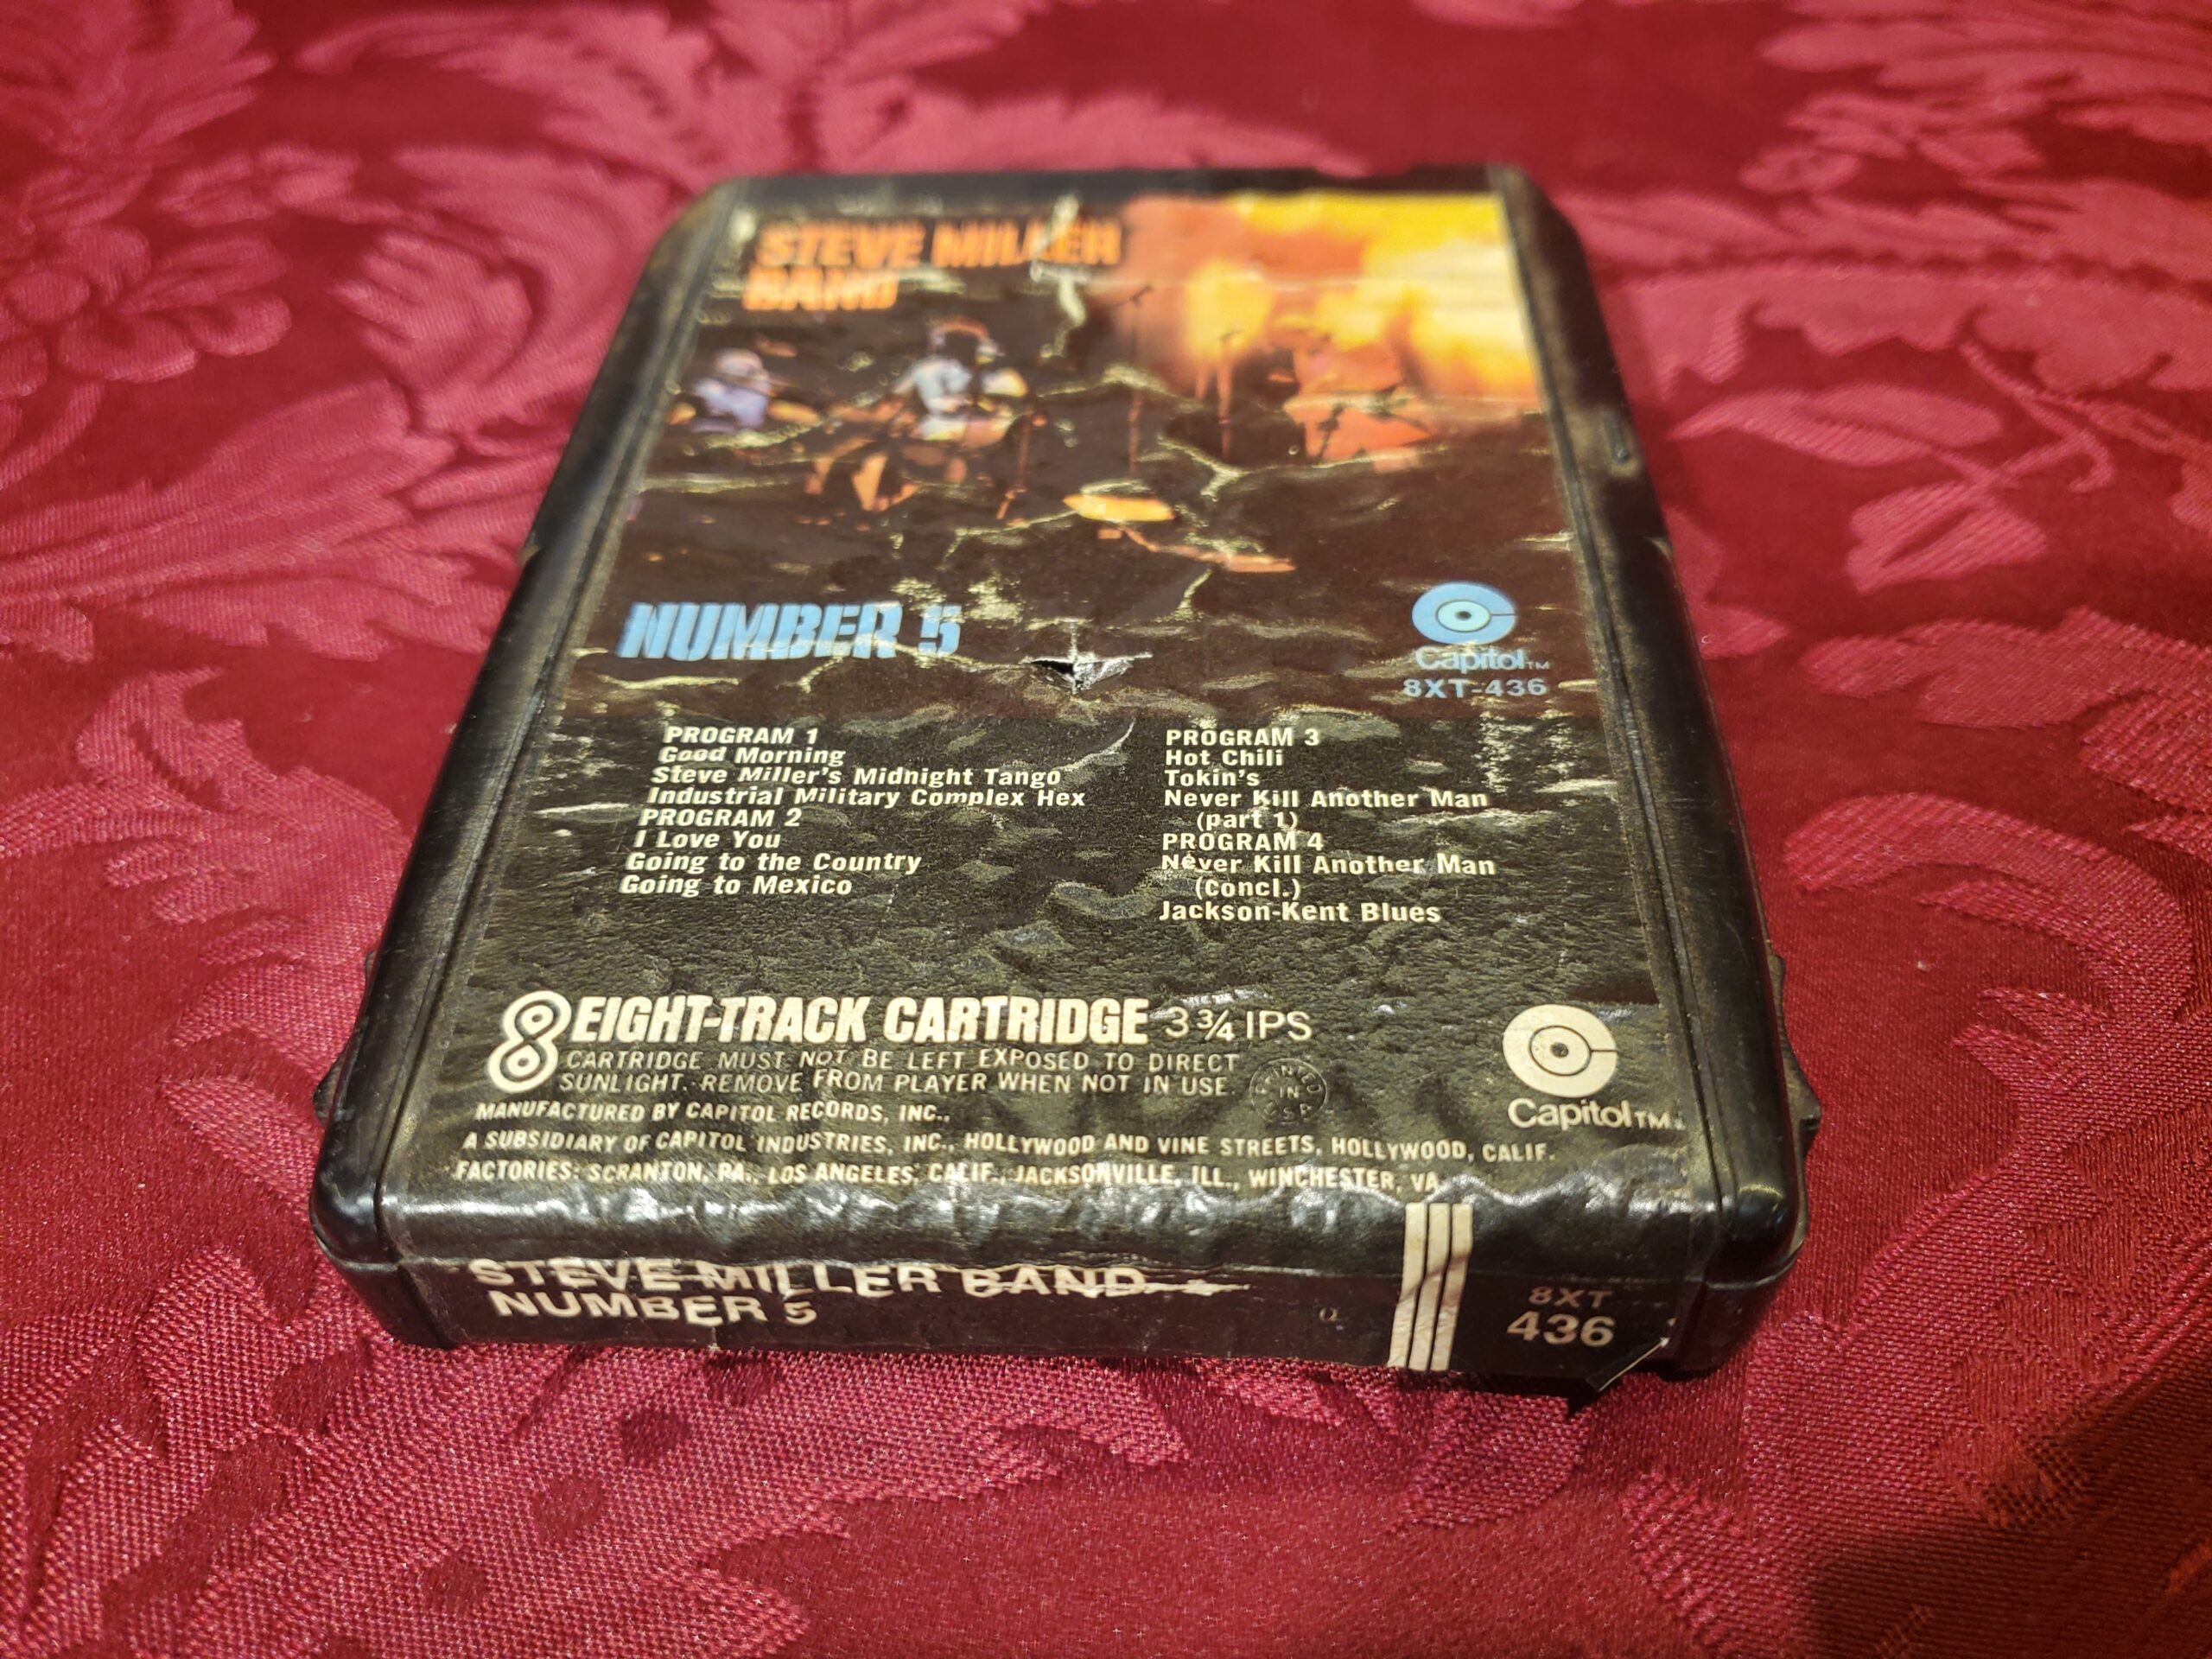 STEVE MILLER
BAND
NUMBER 5
Capitol TM
8XT-436
PROGRAM 1
Good Morning
Steve Miller's Midnight Tango
Industrial Military Complex Hex
PROGRAM 2
I Love You
Going to the Country
Going to Mexico
PROGRAM 3
Hot Chili
Tokin's
Never Kill Another Man
(part 1)
PROGRAM 4
Never Kill Another Man
(Concl.)
Jackson-Kent Blues
8 EIGHT-TRACK CARTRIDGE 3 ¾ IPS
CARTRIDGE MUST NOT BE LEFT EXPOSED TO DIRECT
SUNLIGHT. REMOVE FROM PLAYER WHEN NOT IN USE.
Capitol TM
MANUFACTURED BY CAPITOL RECORDS, INC.,
A SUBSIDIARY OF CAPITOL INDUSTRIES, INC., HOLLYWOOD AND VINE STREETS, HOLLYWOOD, CALIF.
FACTORIES: SCRANTON, PA., LOS ANGELES, CALIF., JACKSONVILLE, ILL., WINCHESTER, VA.
STEVE MILLER BAND
NUMBER 5
8XT
436